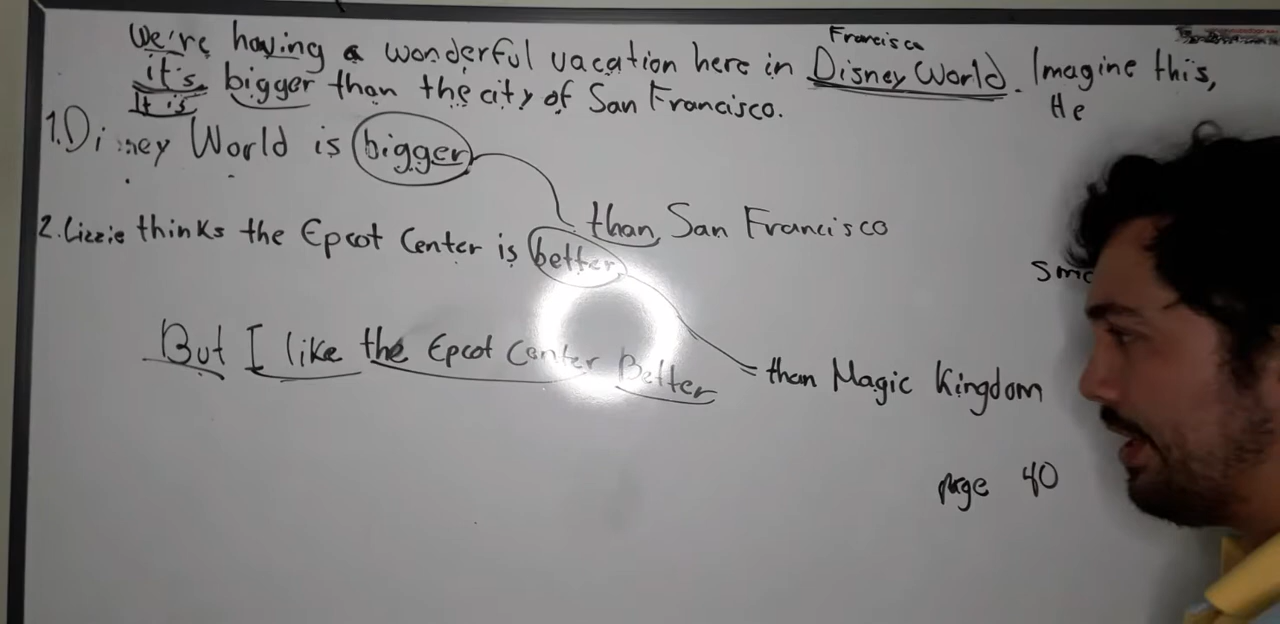 Francisco
We're having a wonderful vacation here in Disney World. Imagine this,
it's bigger than the city of San Francisco.
It is
He
1. Disney World is bigger
than San Francisco
2. Lizzie thinks the Epcot Center is better
But I like the Epcot Center Better
than Magic Kingdom
page 40